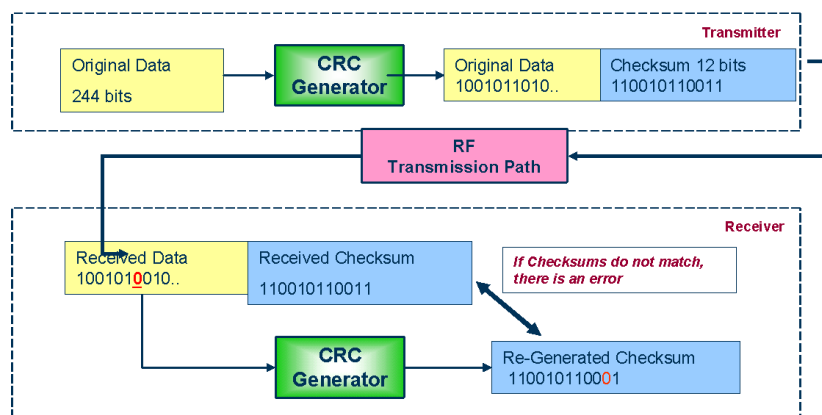 Transmitter
Original Data
244 bits
CRC
Generator
Original Data
1001011010..
Checksum 12 bits
110010110011
RF
Transmission Path
Receiver
Received Data
1001010010..
Received Checksum
110010110011
If Checksums do not match,
there is an error
CRC
Generator
Re-Generated Checksum
110010110001